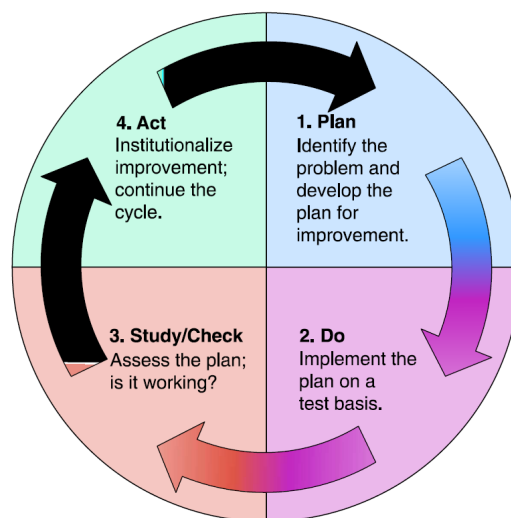 1. Plan
Identify the
problem and
develop the
plan for
improvement.
2. Do
Implement the
plan on a
test basis.
3. Study/Check
Assess the plan;
is it working?
4. Act
Institutionalize
improvement;
continue the
cycle.